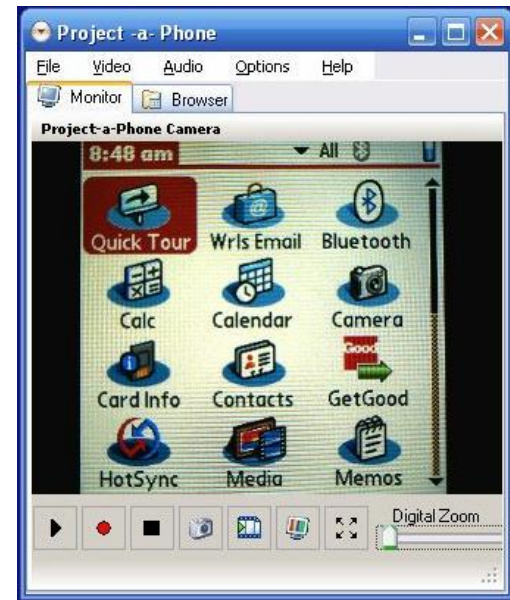 Project -a- Phone
File Video Audio Options Help
Monitor Browser
Project-a-Phone Camera
8:48 am All
Quick Tour Wrls Email Bluetooth
Calc Calendar Camera
Good
Card Info Contacts GetGood
HotSync Media Memos
Digital Zoom